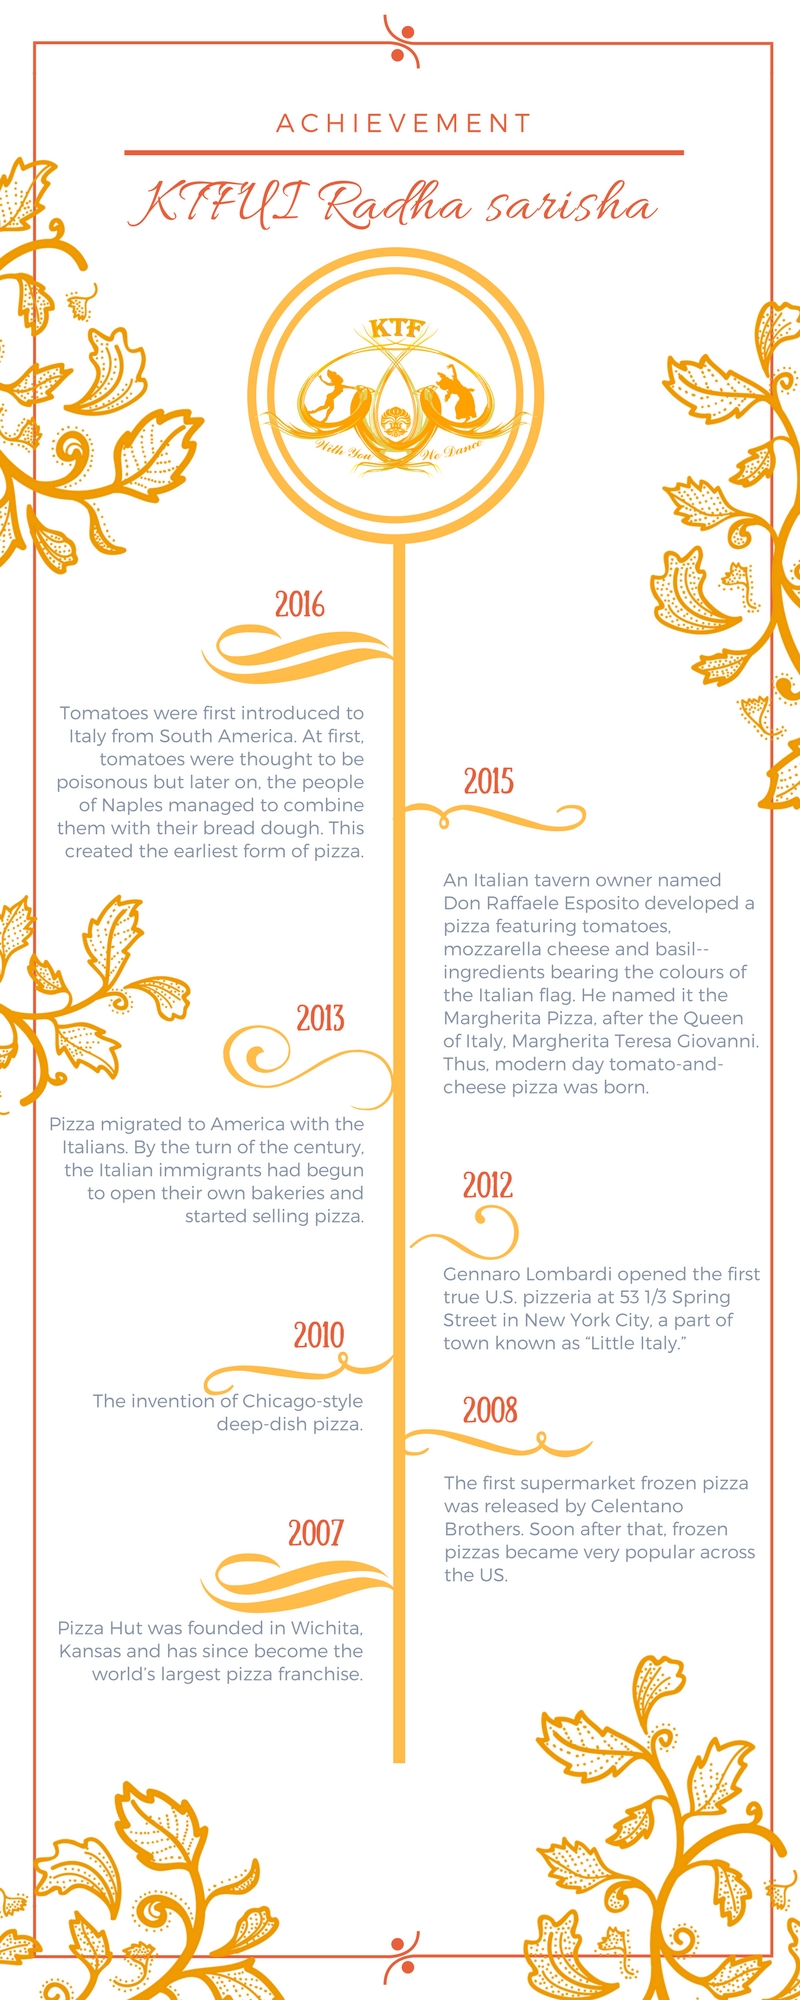 ACHIEVEMENT
KTFUI Radha sarisha
KTF
With You We Dance
2016
Tomatoes were first introduced to
Italy from South America. At first,
tomatoes were thought to be
poisonous but later on, the people
of Naples managed to combine
them with their bread dough. This
created the earliest form of pizza.
2015
An Italian tavern owner named
Don Raffaele Esposito developed a
pizza featuring tomatoes,
mozzarella cheese and basil--
ingredients bearing the colours of
the Italian flag. He named it the
Margherita Pizza, after the Queen
of Italy, Margherita Teresa Giovanni.
Thus, modern day tomato-and-
cheese pizza was born.
2013
Pizza migrated to America with the
Italians. By the turn of the century,
the Italian immigrants had begun
to open their own bakeries and
started selling pizza.
2012
Gennaro Lombardi opened the first
true U.S. pizzeria at 53 1/3 Spring
Street in New York City, a part of
town known as “Little Italy.”
2010
The invention of Chicago-style
deep-dish pizza.
2008
The first supermarket frozen pizza
was released by Celentano
Brothers. Soon after that, frozen
pizzas became very popular across
the US.
2007
Pizza Hut was founded in Wichita,
Kansas and has since become the
world’s largest pizza franchise.